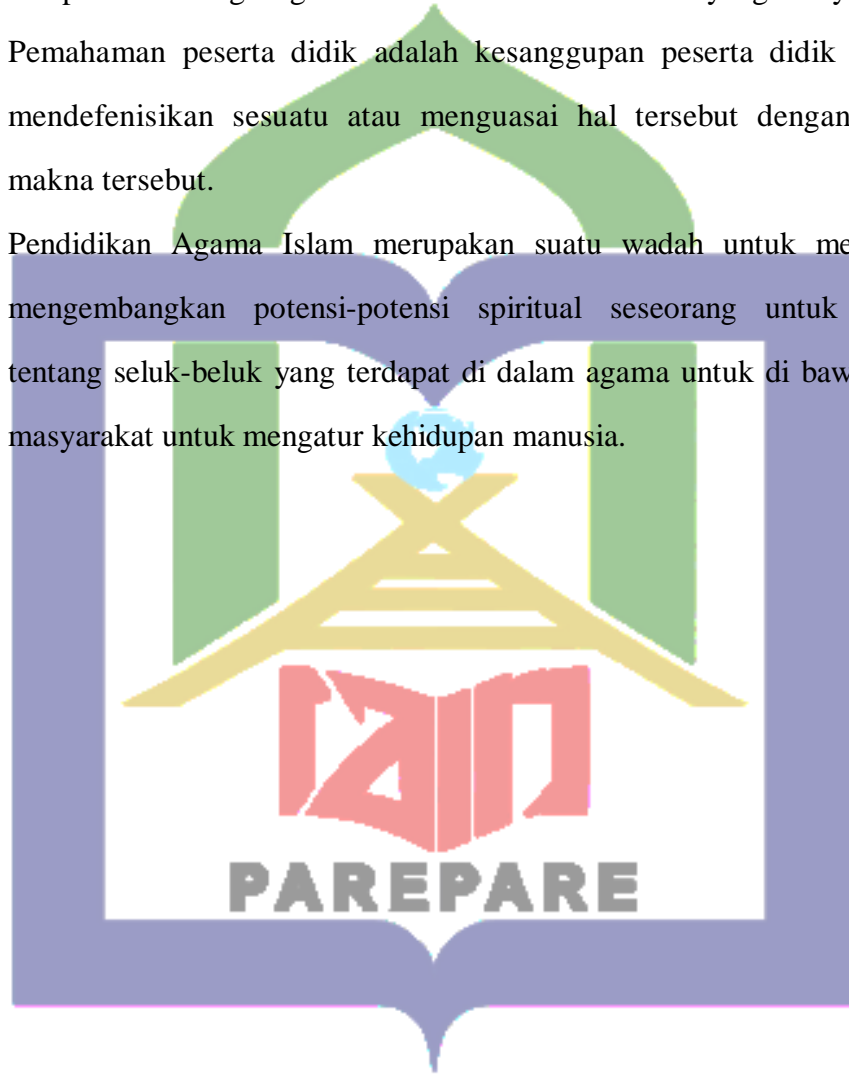 Pemahaman peserta didik adalah kesanggupan peserta didik
mendefenisikan sesuatu atau menguasai hal tersebut dengan
makna tersebut.
Pendidikan Agama Islam merupakan suatu wadah untuk me
mengembangkan potensi-potensi spiritual seseorang untuk
tentang seluk-beluk yang terdapat di dalam agama untuk di baw
masyarakat untuk mengatur kehidupan manusia.
iain
PAREPARE